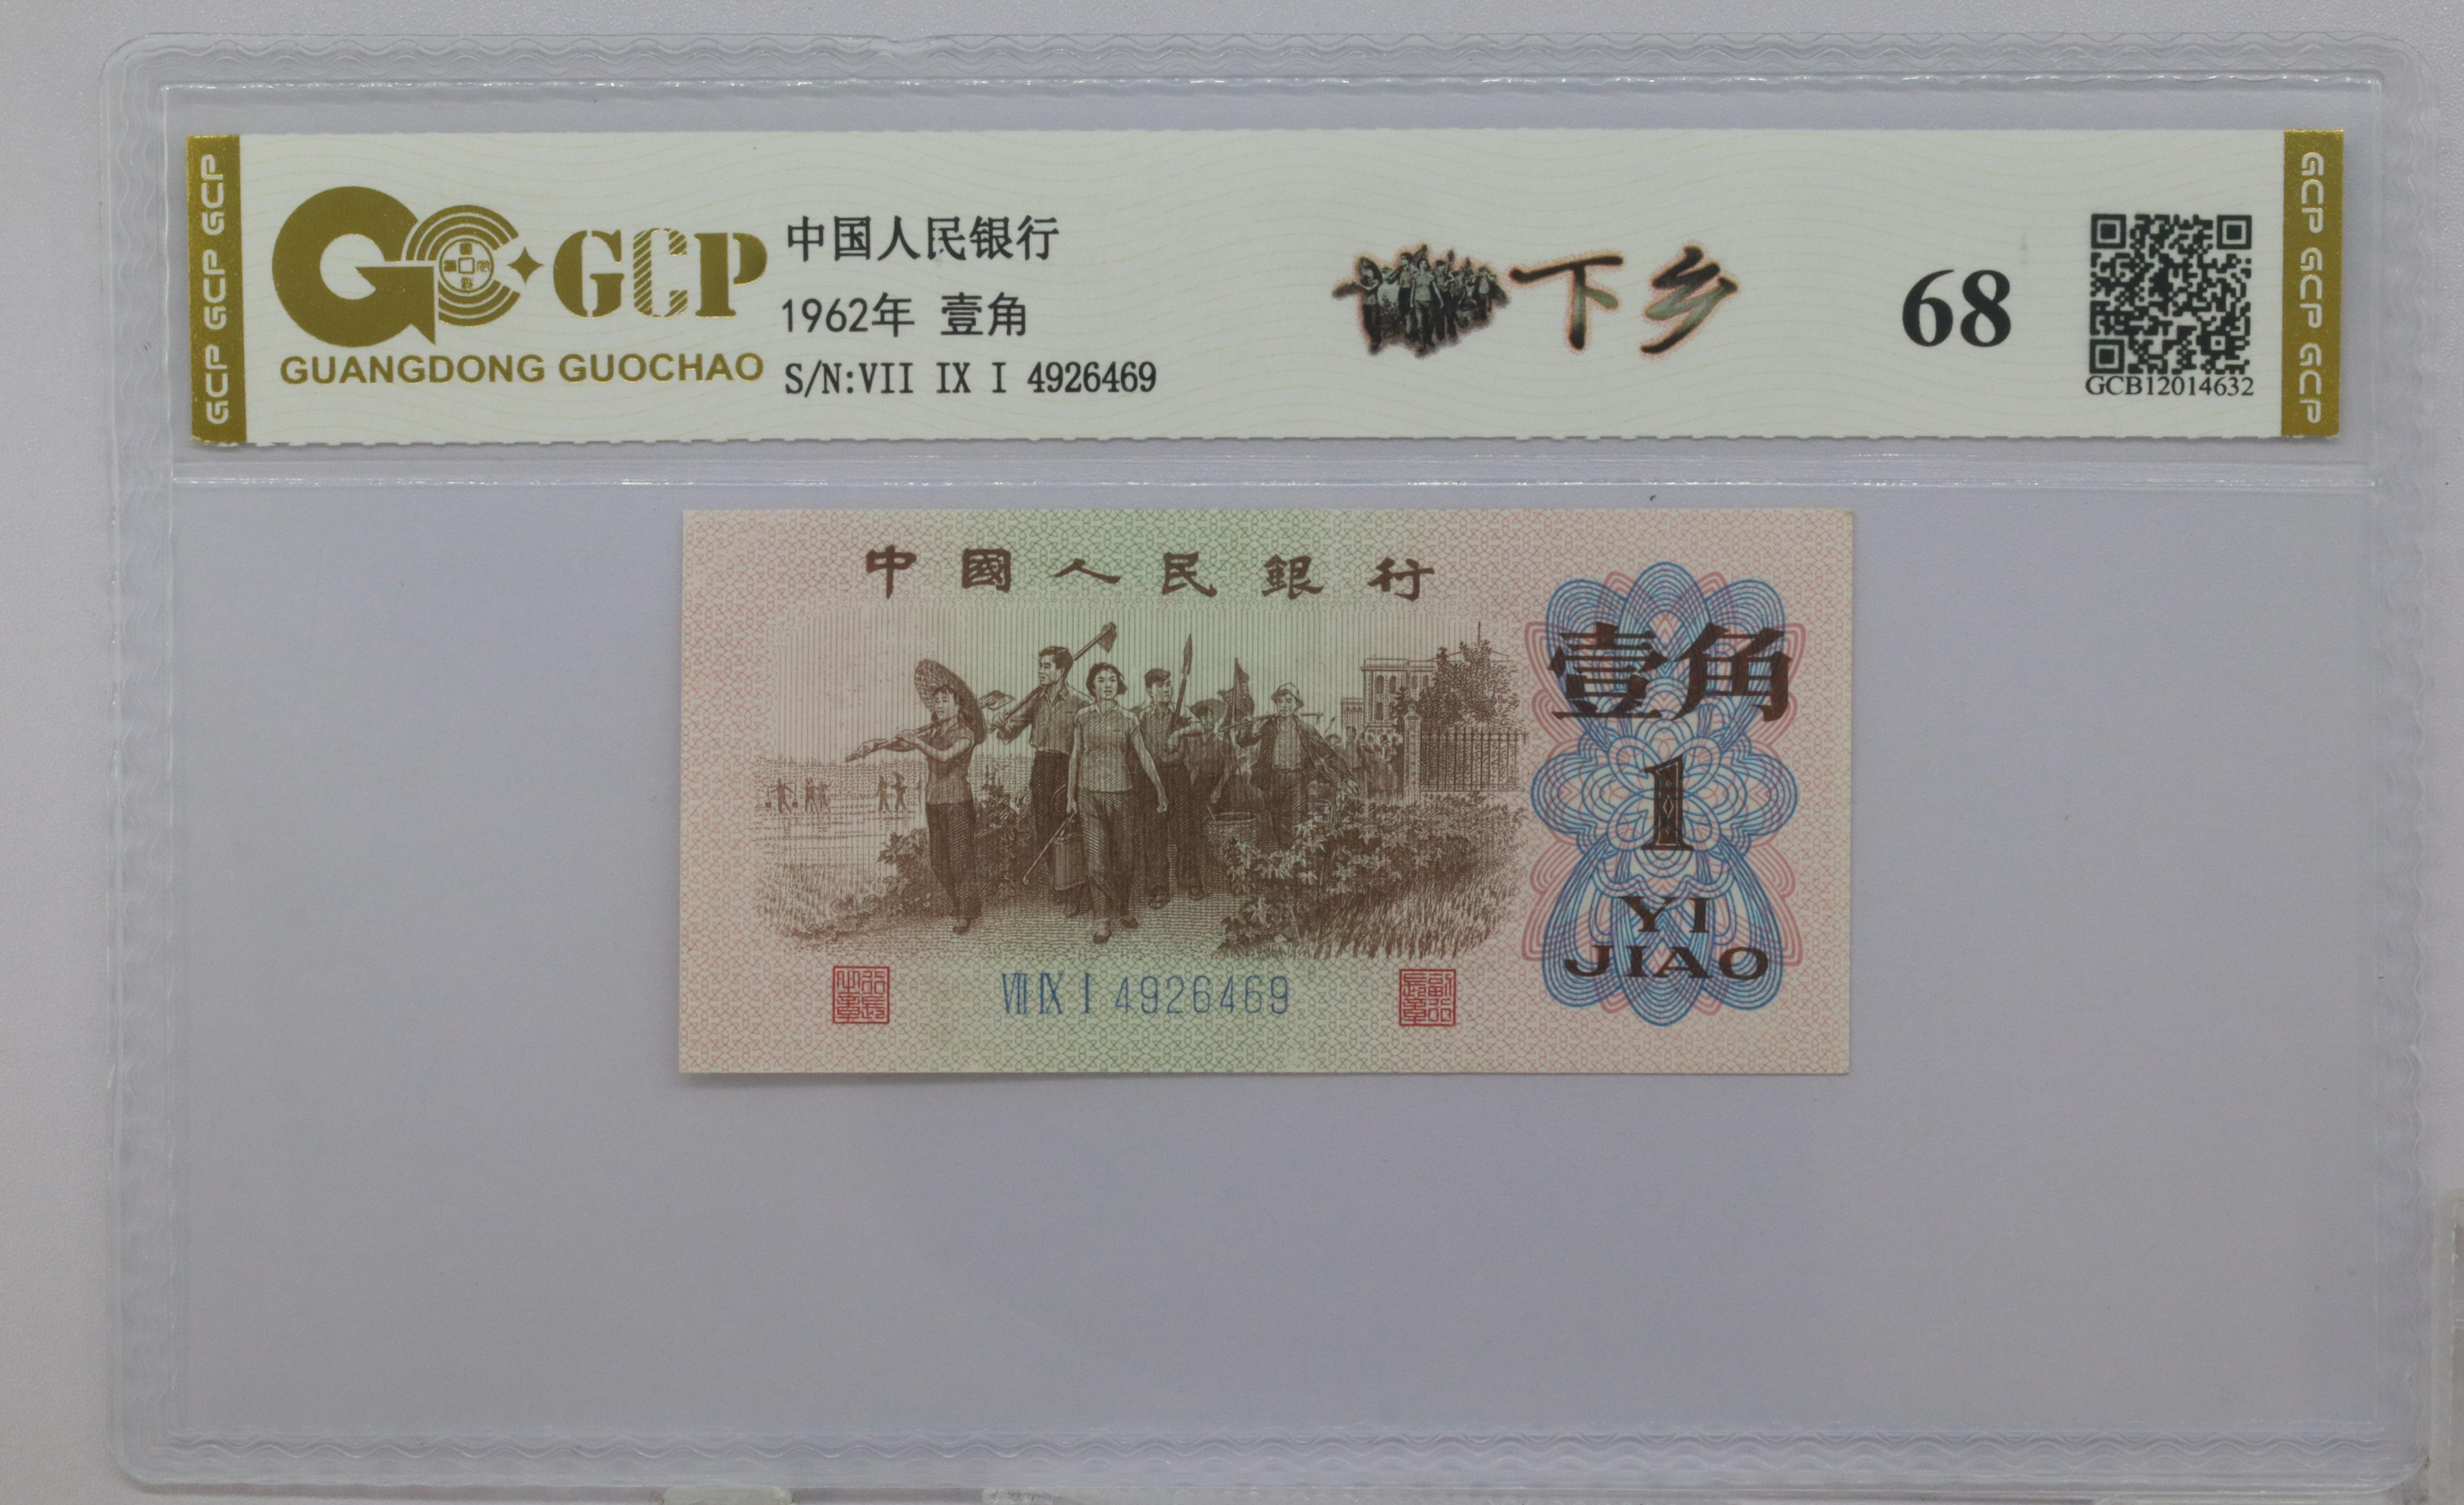 GCP GCP GCP
GCP
GUANGDONG GUOCHAO
中国人民银行
1962年 壹角
S/N:VII IX I 4926469
下乡
68
GCB12014632
GCP GCP GCP
中國人民銀行
壹角
1
YI
JIAO
VII IX I 4926469